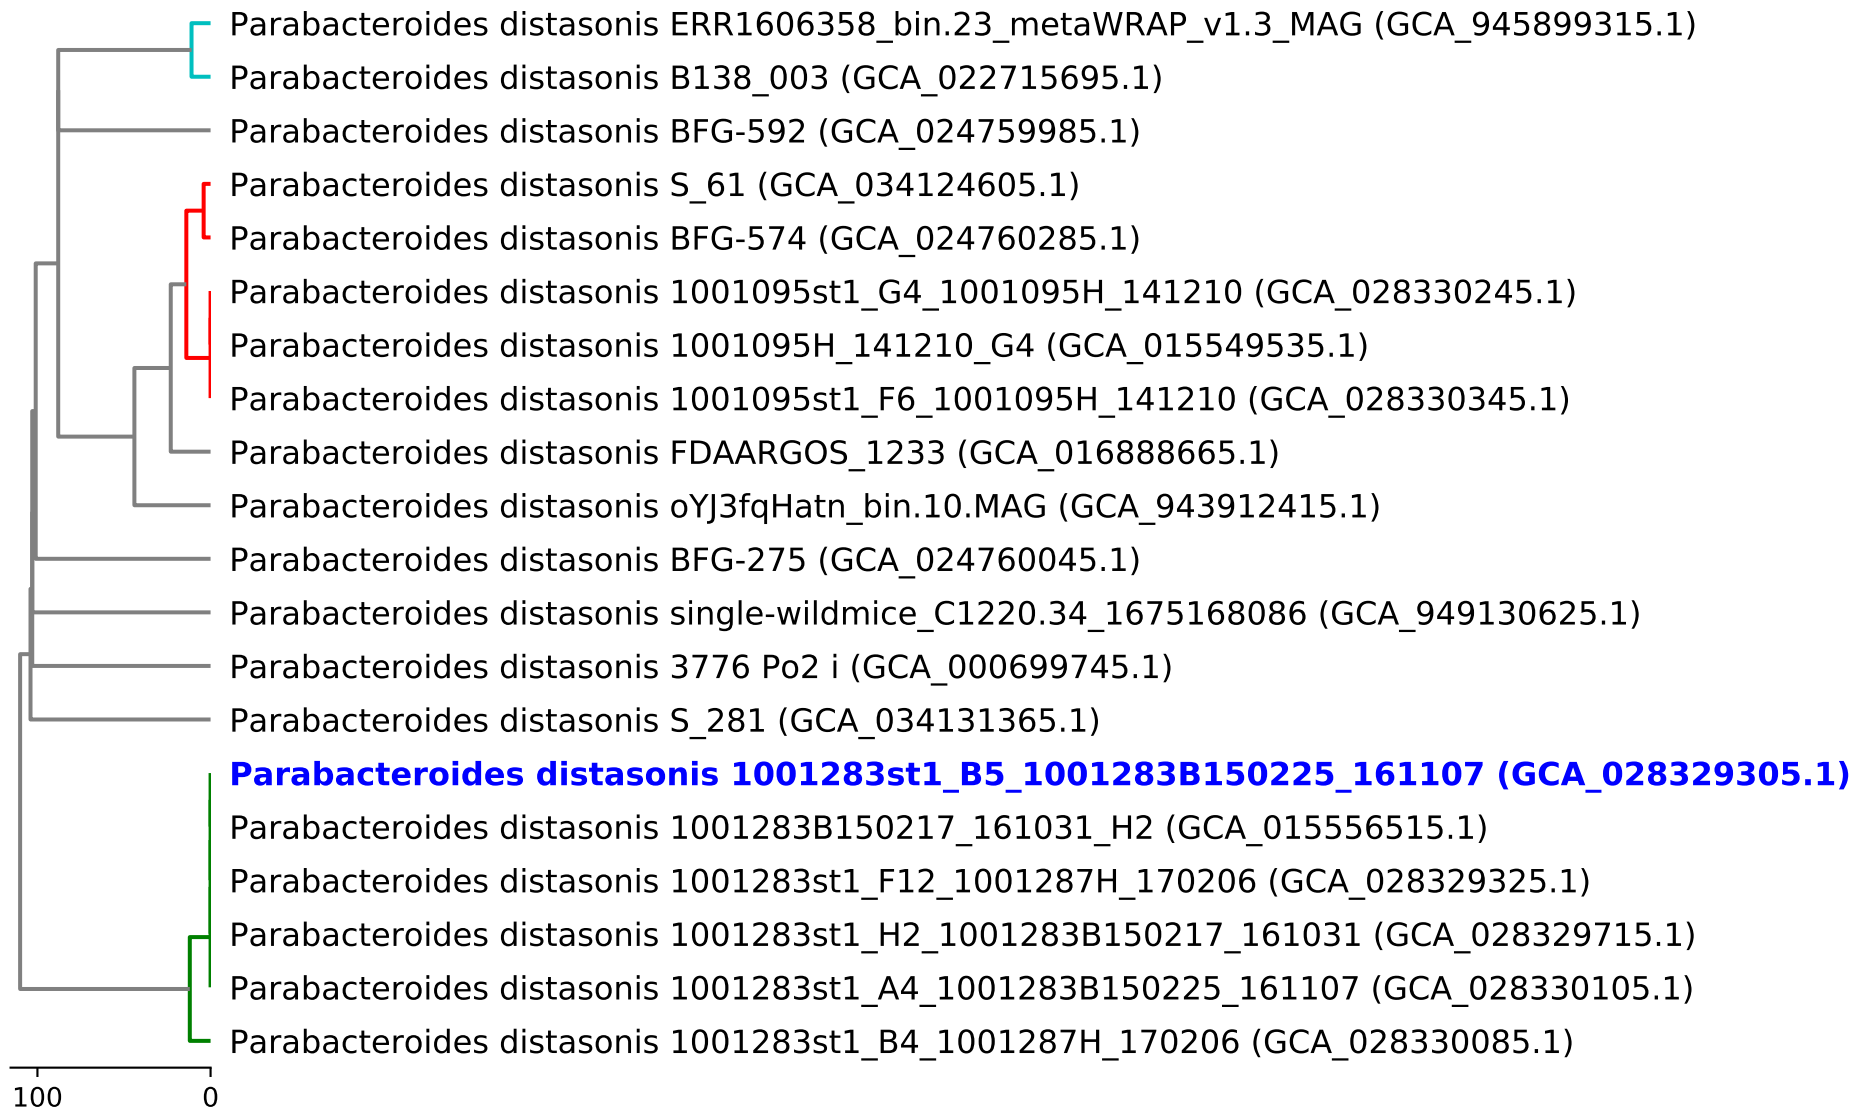 Parabacteroides distasonis ERR1606358_bin.23_metaWRAP_v1.3_MAG (GCA_945899315.1)
Parabacteroides distasonis B138_003 (GCA_022715695.1)
Parabacteroides distasonis BFG-592 (GCA_024759985.1)
Parabacteroides distasonis S_61 (GCA_034124605.1)
Parabacteroides distasonis BFG-574 (GCA_024760285.1)
Parabacteroides distasonis 1001095st1_G4_1001095H_141210 (GCA_028330245.1)
Parabacteroides distasonis 1001095H_141210_G4 (GCA_015549535.1)
Parabacteroides distasonis 1001095st1_F6_1001095H_141210 (GCA_028330345.1)
Parabacteroides distasonis FDAARGOS_1233 (GCA_016888665.1)
Parabacteroides distasonis oYJ3fqHatn_bin.10.MAG (GCA_943912415.1)
Parabacteroides distasonis BFG-275 (GCA_024760045.1)
Parabacteroides distasonis single-wildmice_C1220.34_1675168086 (GCA_949130625.1)
Parabacteroides distasonis 3776 Po2 i (GCA_000699745.1)
Parabacteroides distasonis S_281 (GCA_034131365.1)
Parabacteroides distasonis 1001283st1_B5_1001283B150225_161107 (GCA_028329305.1)
Parabacteroides distasonis 1001283B150217_161031_H2 (GCA_015556515.1)
Parabacteroides distasonis 1001283st1_F12_1001287H_170206 (GCA_028329325.1)
Parabacteroides distasonis 1001283st1_H2_1001283B150217_161031 (GCA_028329715.1)
Parabacteroides distasonis 1001283st1_A4_1001283B150225_161107 (GCA_028330105.1)
Parabacteroides distasonis 1001283st1_B4_1001287H_170206 (GCA_028330085.1)
100 0